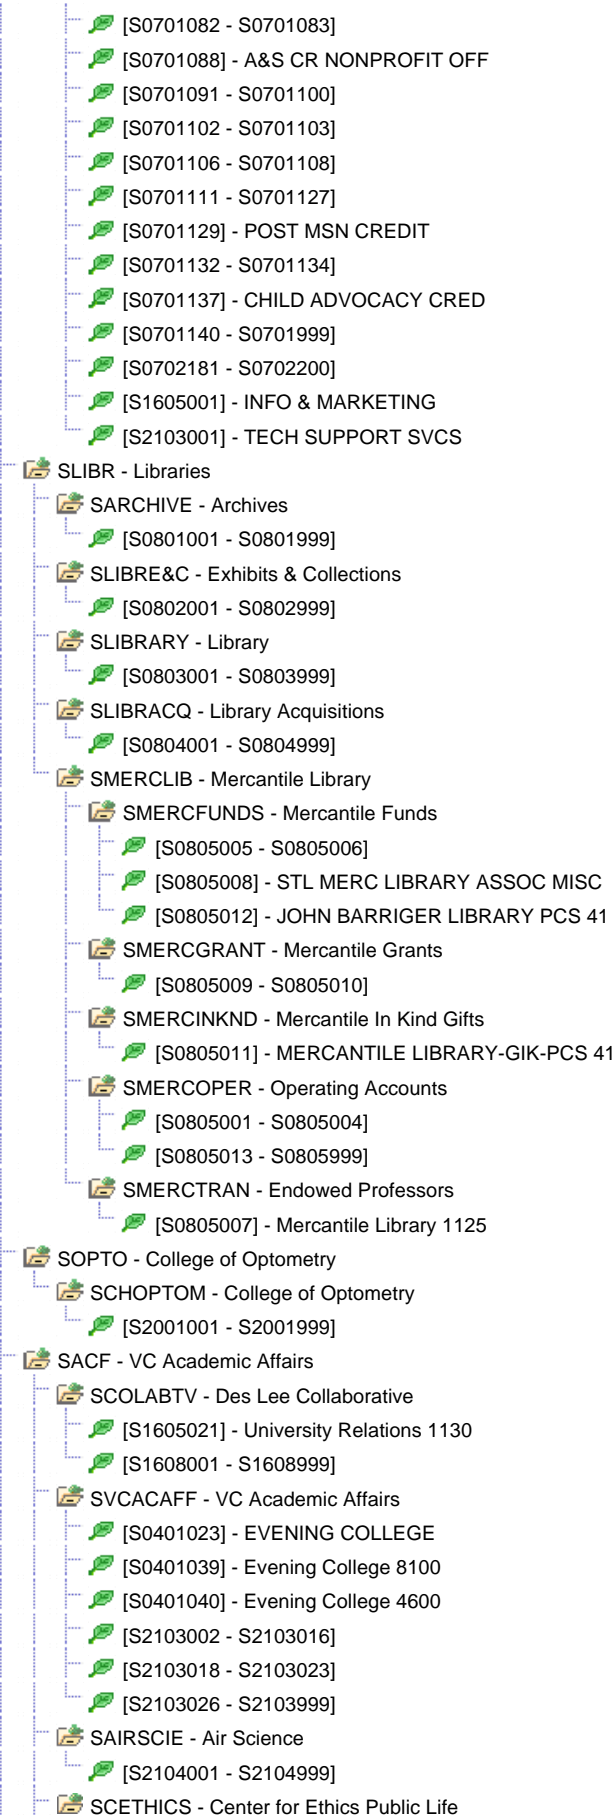 [S0701082 - S0701083]
[S0701088] - A&S CR NONPROFIT OFF
[S0701091 - S0701100]
[S0701102 - S0701103]
[S0701106 - S0701108]
[S0701111 - S0701127]
[S0701129] - POST MSN CREDIT
[S0701132 - S0701134]
[S0701137] - CHILD ADVOCACY CRED
[S0701140 - S0701999]
[S0702181 - S0702200]
[S1605001] - INFO & MARKETING
[S2103001] - TECH SUPPORT SVCS
SLIBR - Libraries
SARCHIVE - Archives
[S0801001 - S0801999]
SLIBRE&C - Exhibits & Collections
[S0802001 - S0802999]
SLIBRARY - Library
[S0803001 - S0803999]
SLIBRACQ - Library Acquisitions
[S0804001 - S0804999]
SMERCLIB - Mercantile Library
SMERCFUNDS - Mercantile Funds
[S0805005 - S0805006]
[S0805008] - STL MERC LIBRARY ASSOC MISC
[S0805012] - JOHN BARRIGER LIBRARY PCS 41
SMERCGRANT - Mercantile Grants
[S0805009 - S0805010]
SMERCINKND - Mercantile In Kind Gifts
[S0805011] - MERCANTILE LIBRARY-GIK-PCS 41
SMERCOPER - Operating Accounts
[S0805001 - S0805004]
[S0805013 - S0805999]
SMERCTRAN - Endowed Professors
[S0805007] - Mercantile Library 1125
SOPTO - College of Optometry
SCHOPTOM - College of Optometry
[S2001001 - S2001999]
SACF - VC Academic Affairs
SCOLABTV - Des Lee Collaborative
[S1605021] - University Relations 1130
[S1608001 - S1608999]
SVCACAFF - VC Academic Affairs
[S0401023] - EVENING COLLEGE
[S0401039] - Evening College 8100
[S0401040] - Evening College 4600
[S2103002 - S2103016]
[S2103018 - S2103023]
[S2103026 - S2103999]
SAIRSCIE - Air Science
[S2104001 - S2104999]
SCETHICS - Center for Ethics Public Life